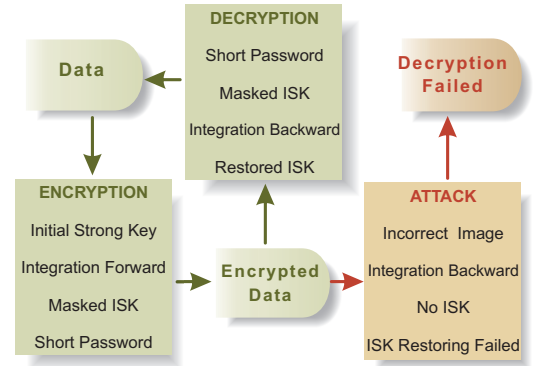 Data
DECRYPTION
Short Password
Masked ISK
Integration Backward
Restored ISK
Decryption
Failed
ENCRYPTION
Initial Strong Key
Integration Forward
Masked ISK
Short Password
Encrypted
Data
ATTACK
Incorrect Image
Integration Backward
No ISK
ISK Restoring Failed